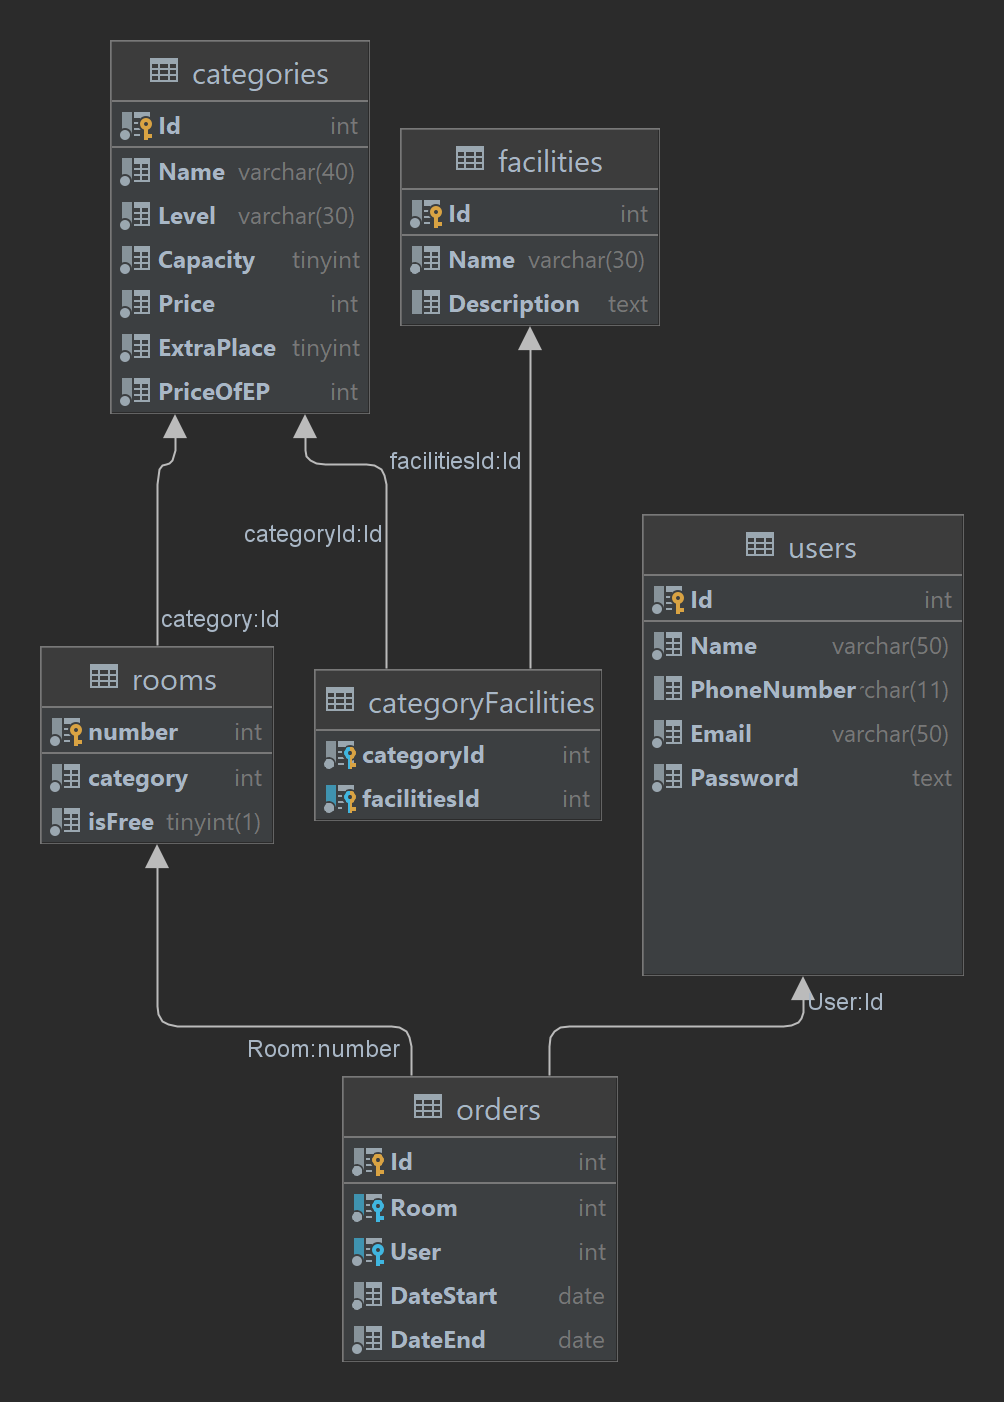 categories
Id int
Name varchar(40)
Level varchar(30)
Capacity tinyint
Price int
ExtraPlace tinyint
PriceOfEP int
facilities
Id int
Name varchar(30)
Description text
facilitiesId:Id
categoryId:Id
category:Id
users
Id int
Name varchar(50)
PhoneNumber rchar(11)
Email varchar(50)
Password text
rooms
number int
category int
isFree tinyint(1)
categoryFacilities
categoryId int
facilitiesId int
User:Id
Room:number
orders
Id int
Room int
User int
DateStart date
DateEnd date